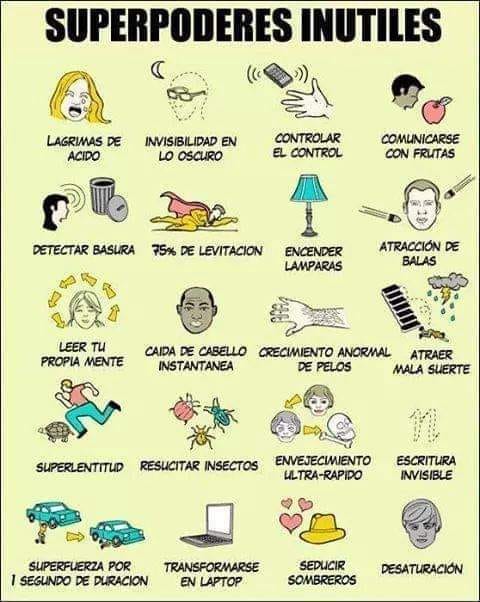 SUPERPODERES INUTILES
LAGRIMAS DE
ACIDO
INVISIBILIDAD EN
LO OSCURO
CONTROLAR
EL CONTROL
COMUNICARSE
CON FRUTAS
DETECTAR BASURA
75% DE LEVITACION
ENCENDER
LAMPARAS
ATRACCIÓN DE
BALAS
LEER TU
PROPIA MENTE
CAIDA DE CABELLO
INSTANTANEA
CRECIMIENTO ANORMAL
DE PELOS
ATRAER
MALA SUERTE
SUPERLENTITUD
RESUCITAR INSECTOS
ENVEJECIMIENTO
ULTRA-RAPIDO
ESCRITURA
INVISIBLE
SUPERFUERZA POR
1 SEGUNDO DE DURACION
TRANSFORMARSE
EN LAPTOP
SEDUCIR
SOMBREROS
DESATURACIÓN